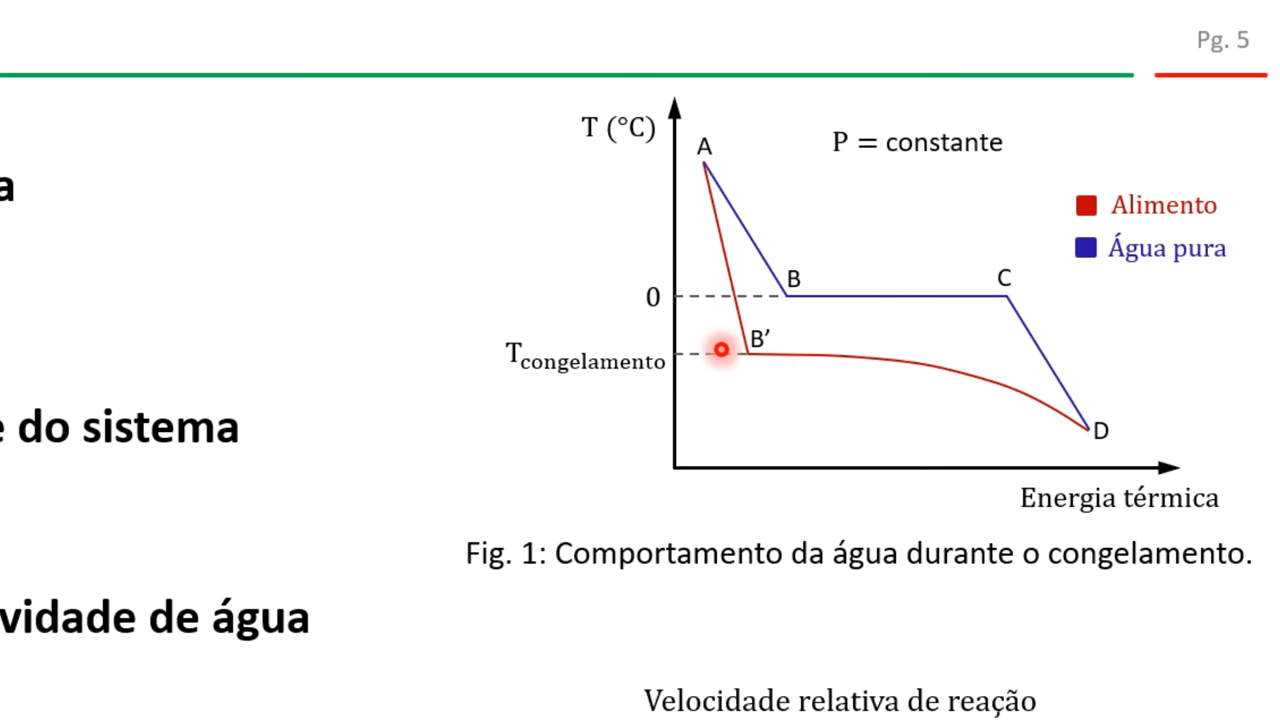 Pg. 5
T (°C)
P = constante
A
a
Alimento
Água pura
B
C
0
B’
T congelamento
e do sistema
D
Energia térmica
Fig. 1: Comportamento da água durante o congelamento.
vidade de água
Velocidade relativa de reação